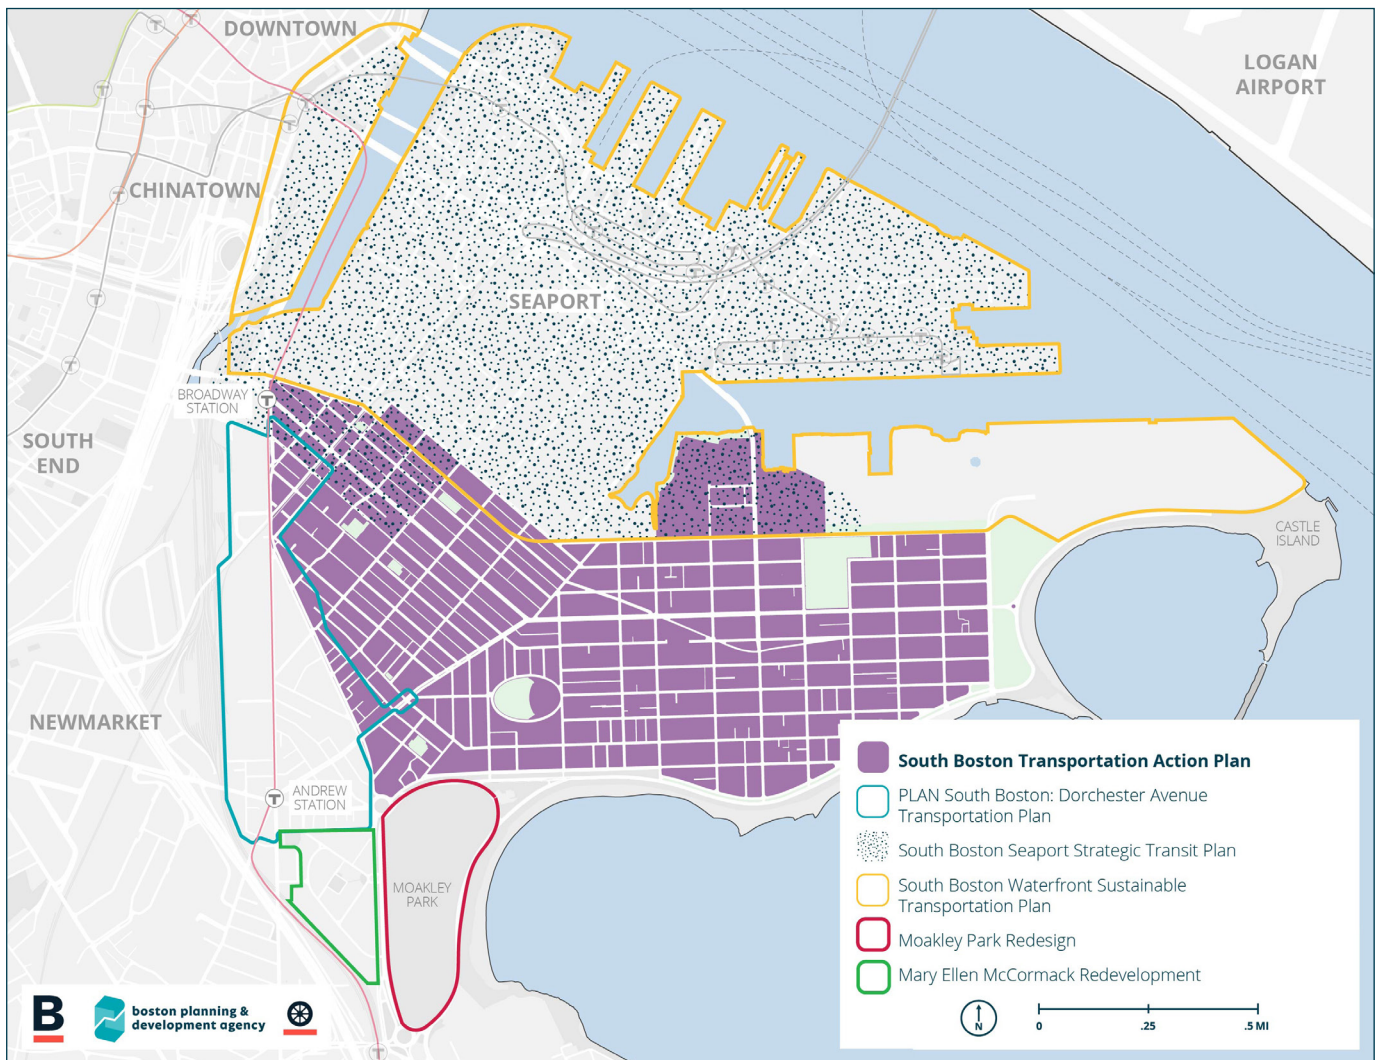 DOWNTOWN
LOGAN
AIRPORT
CHINATOWN
SEAPORT
BROADWAY
STATION
T
SOUTH
END
CASTLE
ISLAND
NEWMARKET
ANDREW
STATION
T
MOAKLEY
PARK
South Boston Transportation Action Plan
PLAN South Boston: Dorchester Avenue
Transportation Plan
South Boston Seaport Strategic Transit Plan
South Boston Waterfront Sustainable
Transportation Plan
Moakley Park Redesign
Mary Ellen McCormack Redevelopment
N
0 .25 .5 MI
B
boston planning &
development agency